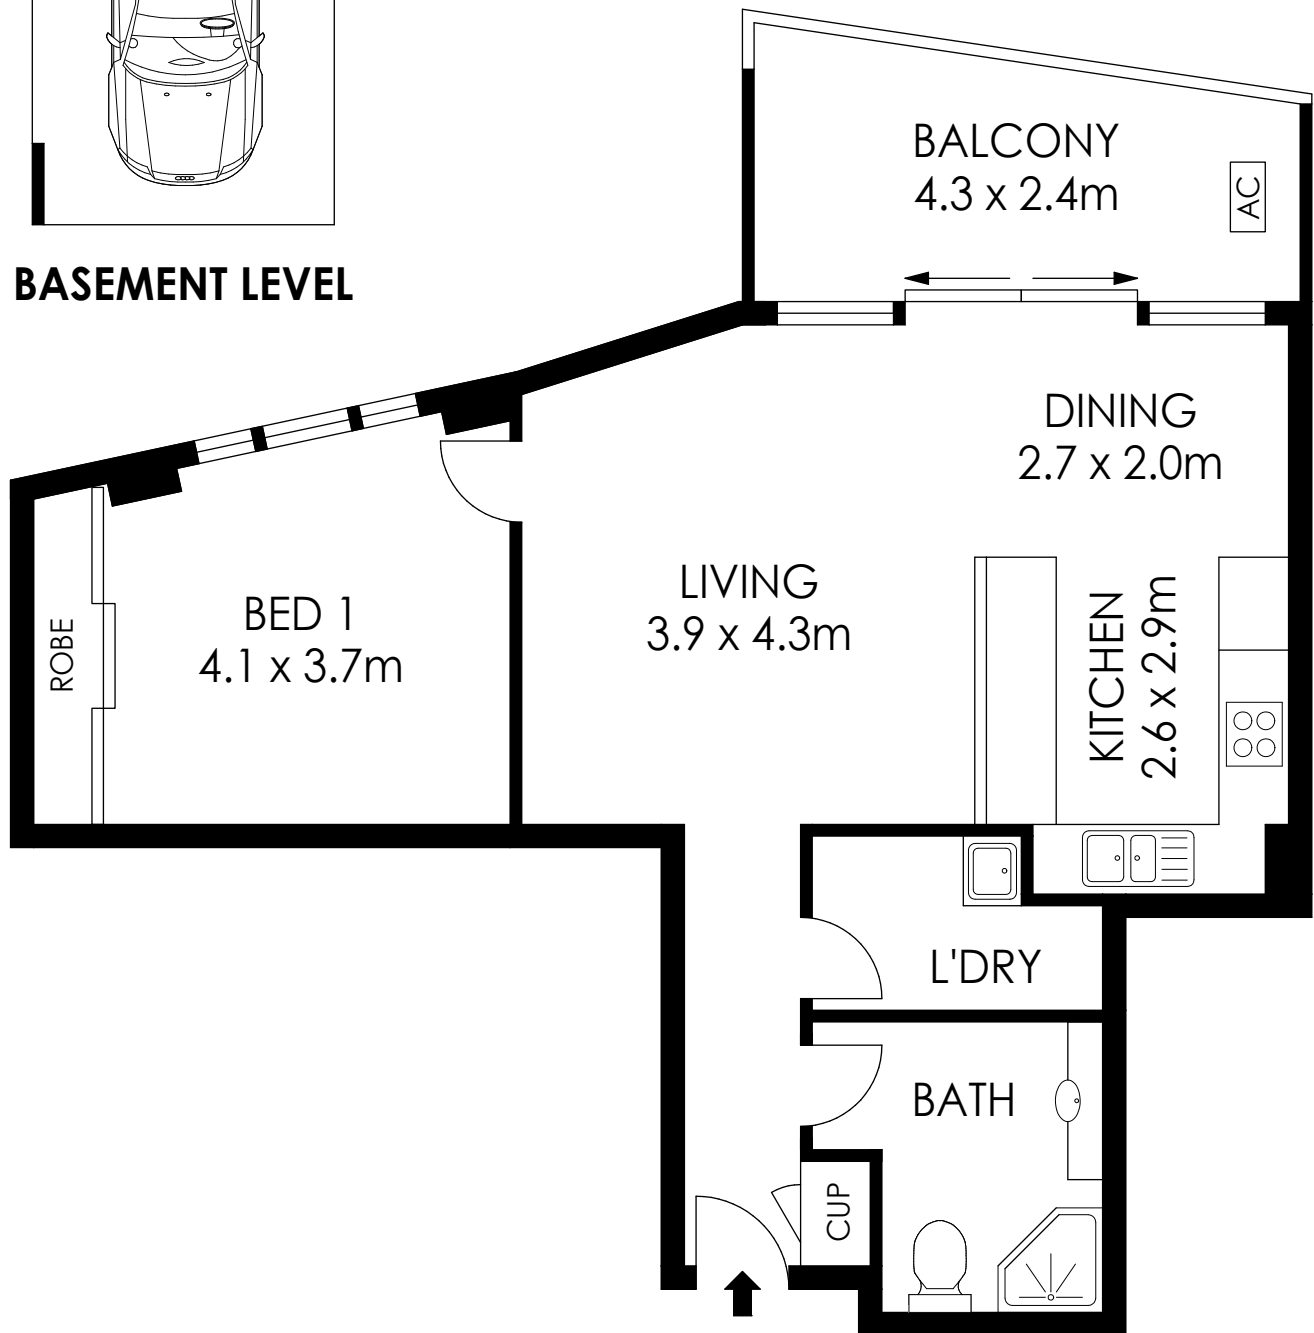 BASEMENT LEVEL
BALCONY
4.3 x 2.4m
AC
DINING
2.7 x 2.0m
LIVING
3.9 x 4.3m
BED 1
4.1 x 3.7m
ROBE
KITCHEN
2.6 x 2.9m
L'DRY
BATH
CUP